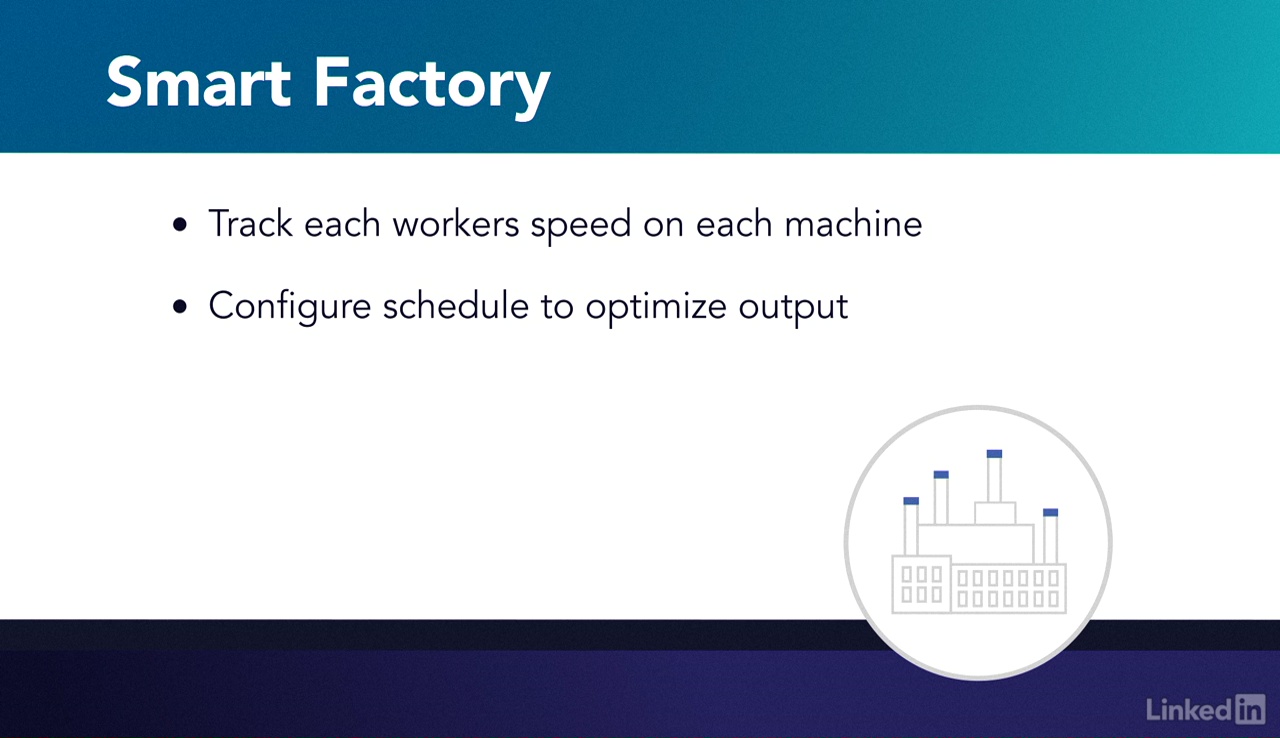 Smart Factory
• Track each workers speed on each machine
• Configure schedule to optimize output
LinkedIn